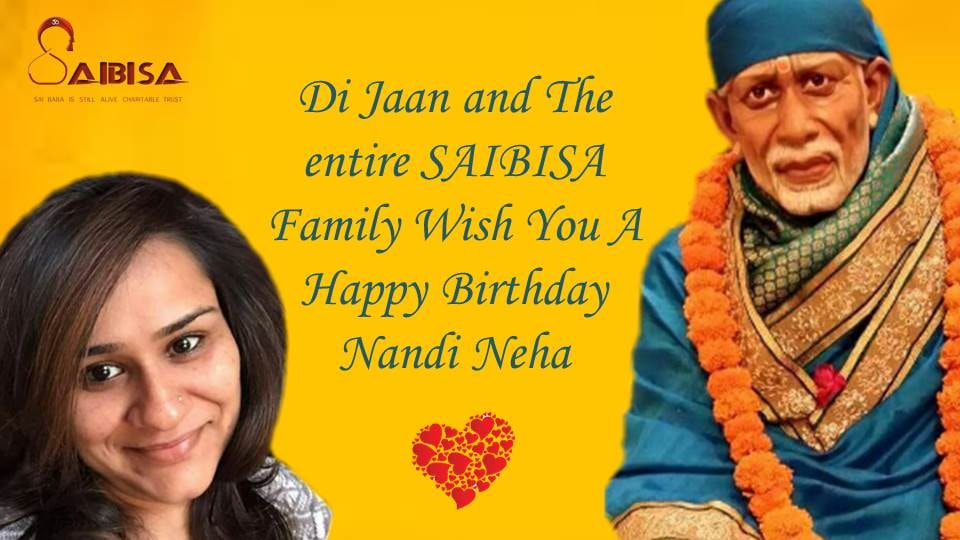 SAIBISA
SAI BABA IS STILL ALIVE CHARITABLE TRUST
Di Jaan and The
entire SAIBISA
Family Wish You A
Happy Birthday
Nandi Neha